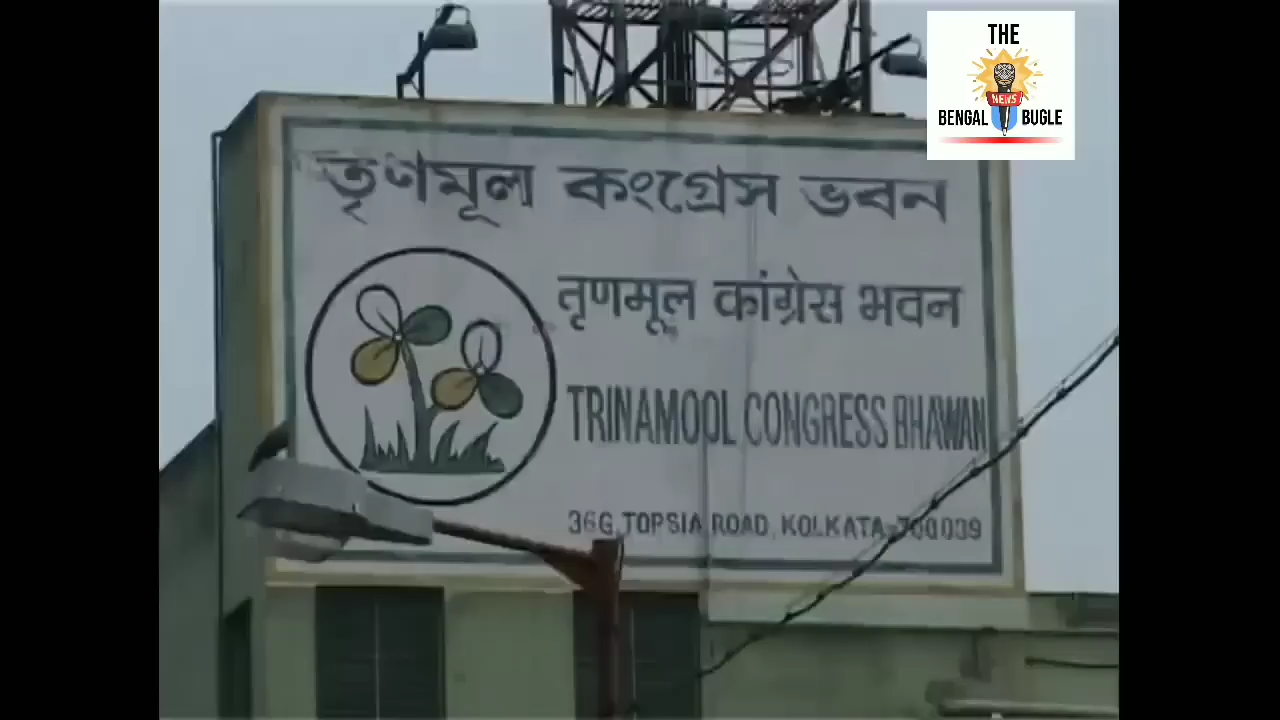 THE
NEWS
BENGAL BUGLE
তৃণমূল কংগ্রেস ভবন
तृणमूल कांग्रेस भवन
TRINAMOOL CONGRESS BHAWAN
36G, TOPSIA ROAD, KOLKATA-700039